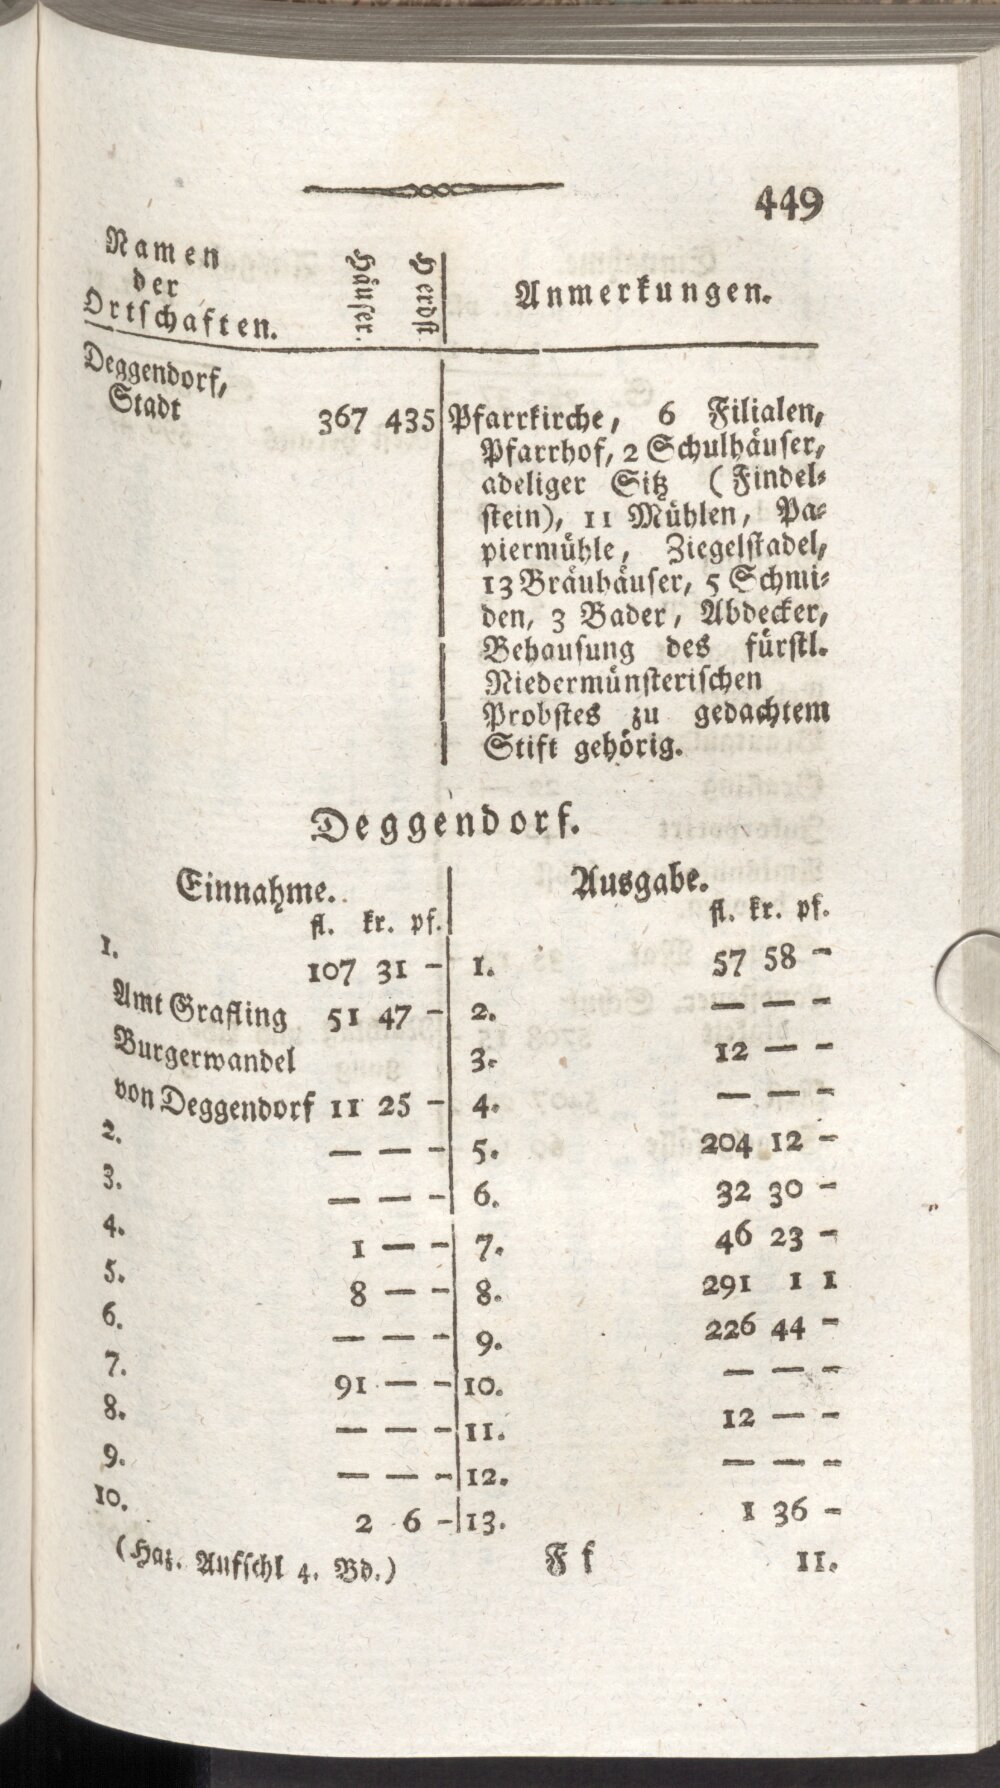 449
Namen
der
Ortschaften.
Häuser.
Herdst.
Anmerkungen.
Deggendorf,
Stadt 367 435 Pfarrkirche, 6 Filialen,
Pfarrhof, 2 Schulhäuser,
adeliger Sitz (Findel⸗
stein), 11 Mühlen, Pa⸗
piermühle, Ziegelstadel,
13 Bräuhäuser, 5 Schmi⸗
den, 3 Bader, Abdecker,
Behausung des fürstl.
Niedermünsterischen
Probstes zu gedachtem
Stift gehörig.
Deggendorf.
Einnahme.
fl. kr. pf.
1.
107 31 –
Amt Grafling 51 47 –
Burgerwandel
von Deggendorf 11 25 –
2.
— — –
3.
— — –
4.
1 — –
5.
8 — –
6.
— — –
7.
91 — –
8.
— — –
9.
— — –
10.
2 6 –
Ausgabe.
fl. kr. pf.
1. 57 58 –
2. — — –
3. 12 — –
4. — — –
5. 204 12 –
6. 32 30 –
7. 46 23 –
8. 291 1 1
9. 226 44 –
10. — — –
11. 12 — –
12. — — –
13. 1 36 –
(Haz. Aufschl 4. Bd.) F f 11.